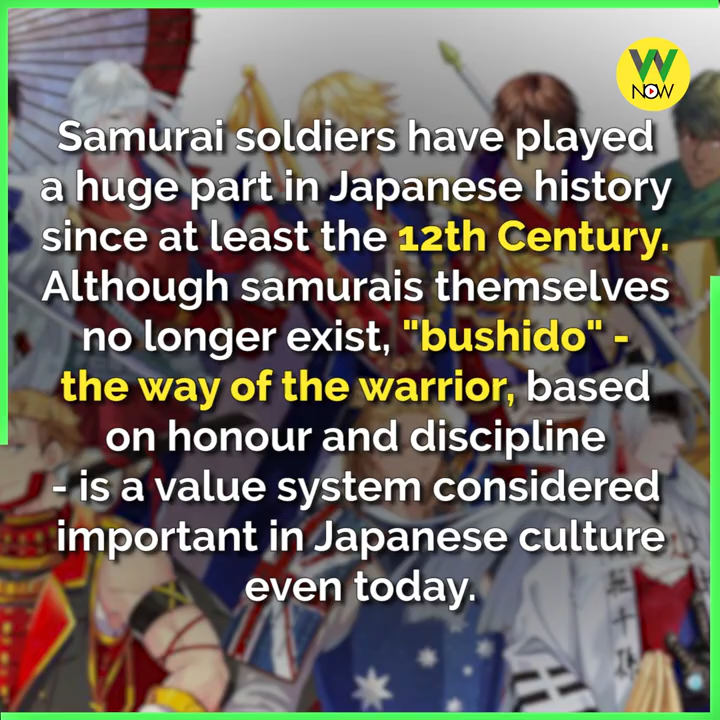 W
NOW
Samurai soldiers have played
a huge part in Japanese history
since at least the 12th Century.
Although samurais themselves
no longer exist, "bushido" -
the way of the warrior, based
on honour and discipline
- is a value system considered
important in Japanese culture
even today.